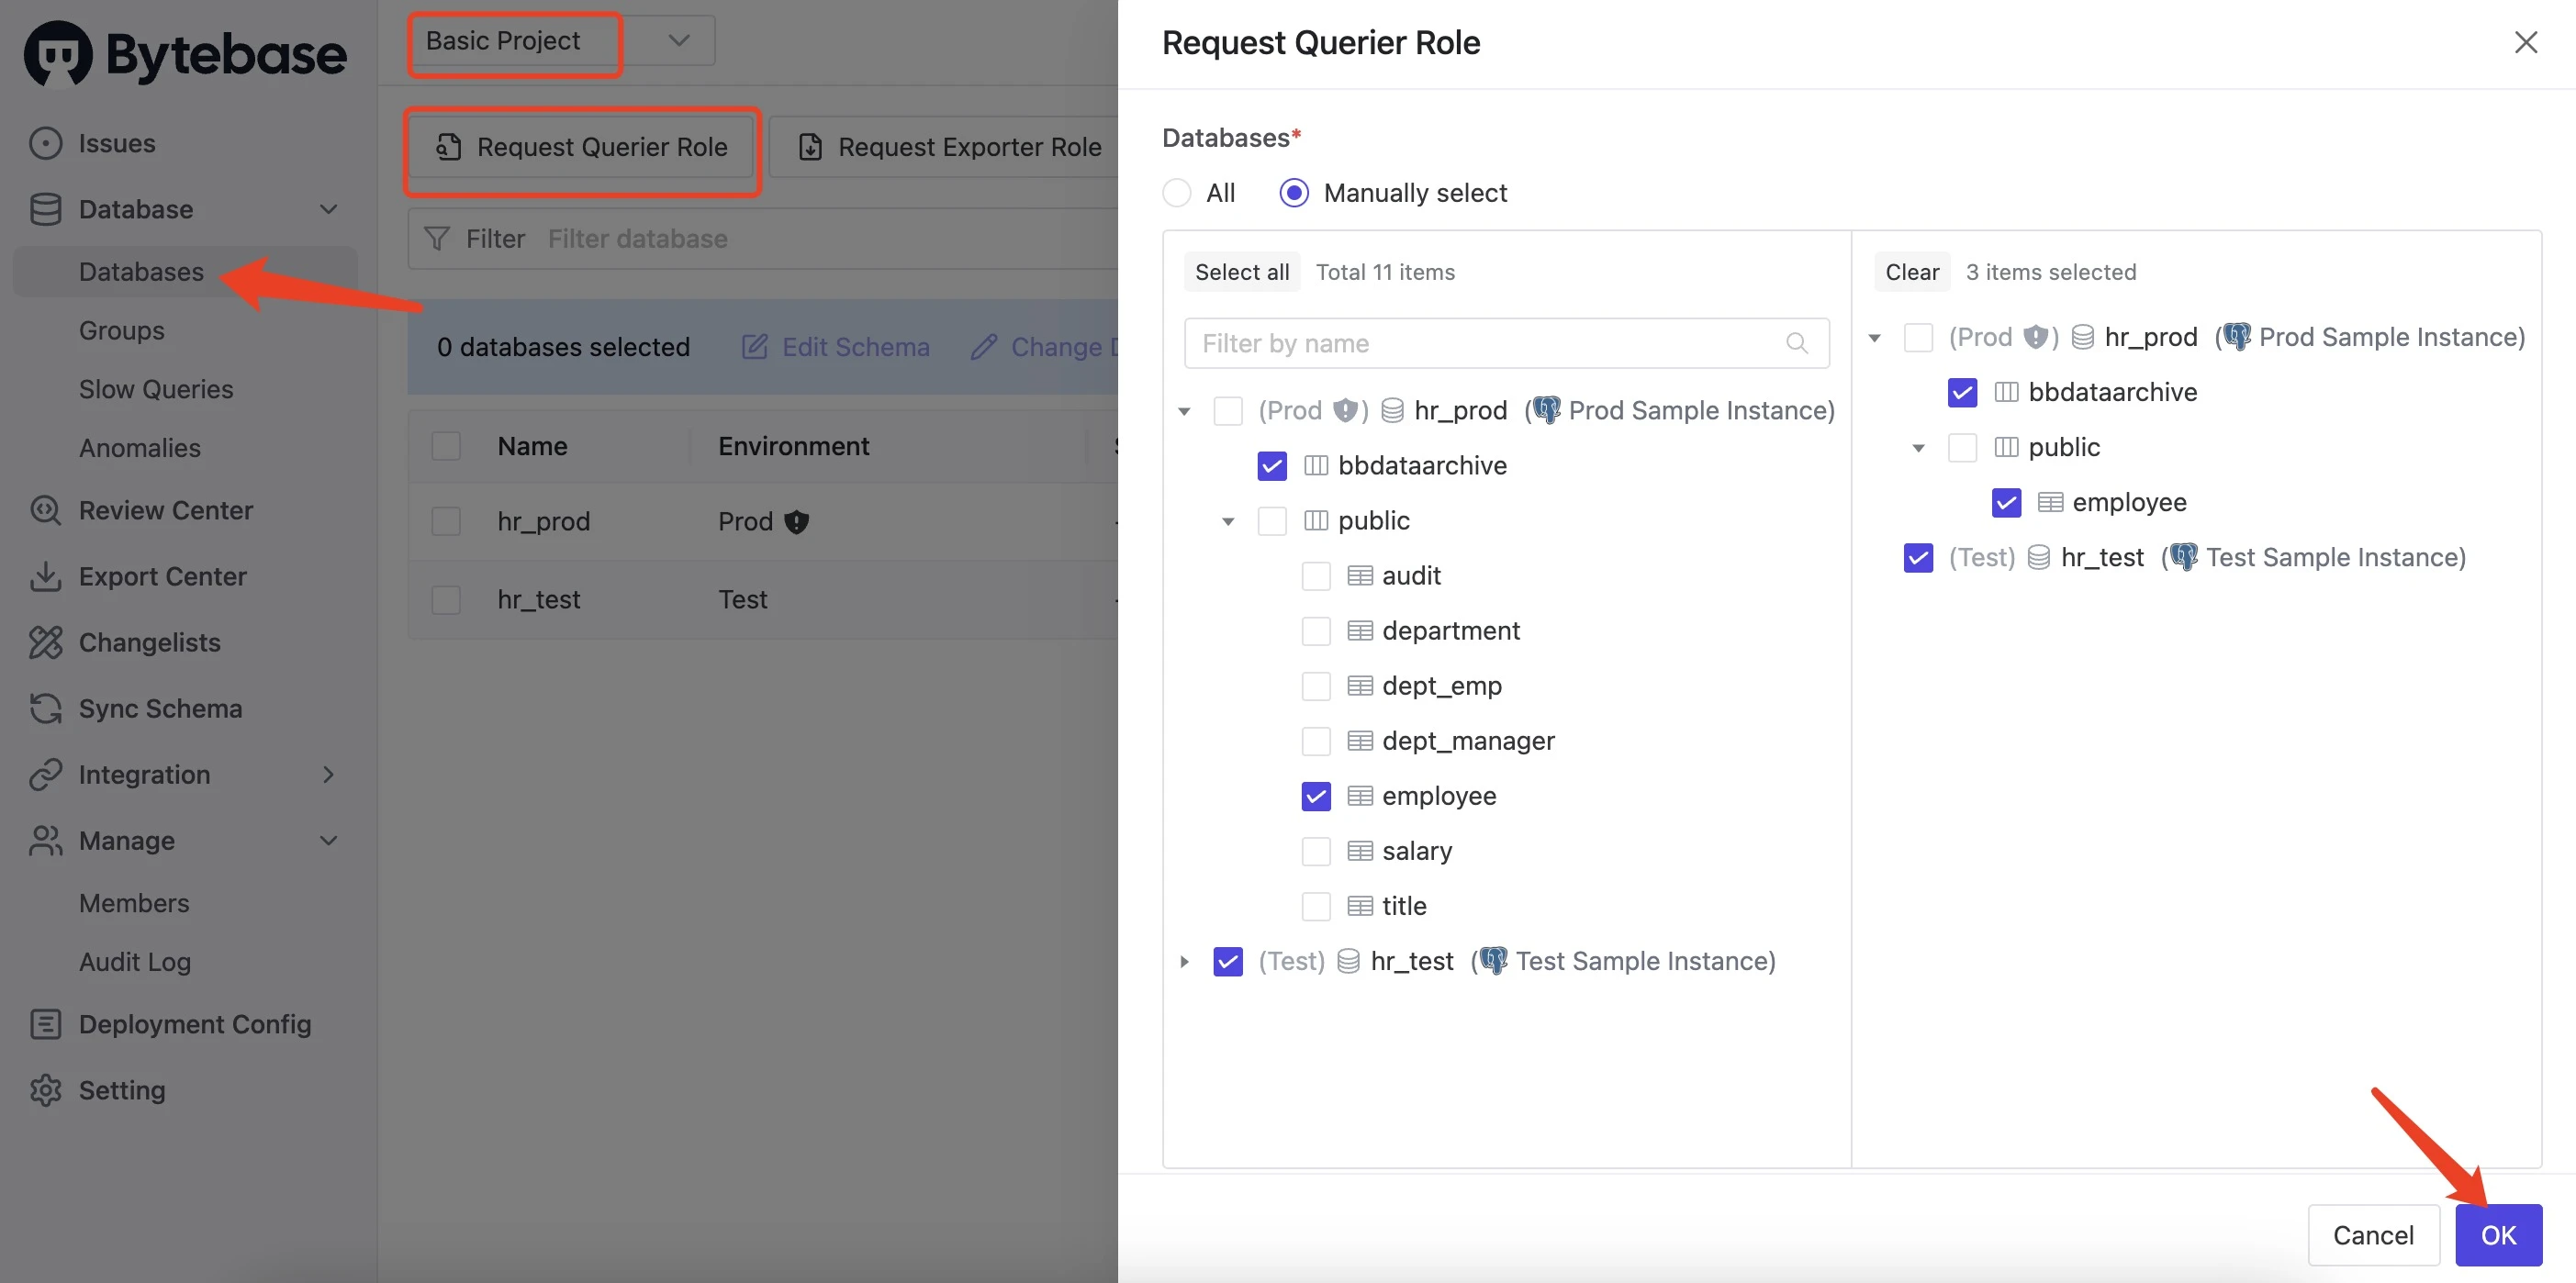 Bytebase
Issues
Database
Databases
Groups
Slow Queries
Anomalies
Review Center
Export Center
Changelists
Sync Schema
Integration
Manage
Members
Audit Log
Deployment Config
Setting
Basic Project
Request Querier Role
Request Exporter Role
Filter Filter database
0 databases selected Edit Schema Change
Name Environment
hr_prod Prod
hr_test Test
Request Querier Role
Databases*
All Manually select
Select all Total 11 items
Filter by name
(Prod) hr_prod (Prod Sample Instance)
bbdataarchive
public
audit
department
dept_emp
dept_manager
employee
salary
title
(Test) hr_test (Test Sample Instance)
Clear 3 items selected
(Prod) hr_prod (Prod Sample Instance)
bbdataarchive
public
employee
(Test) hr_test (Test Sample Instance)
Cancel OK